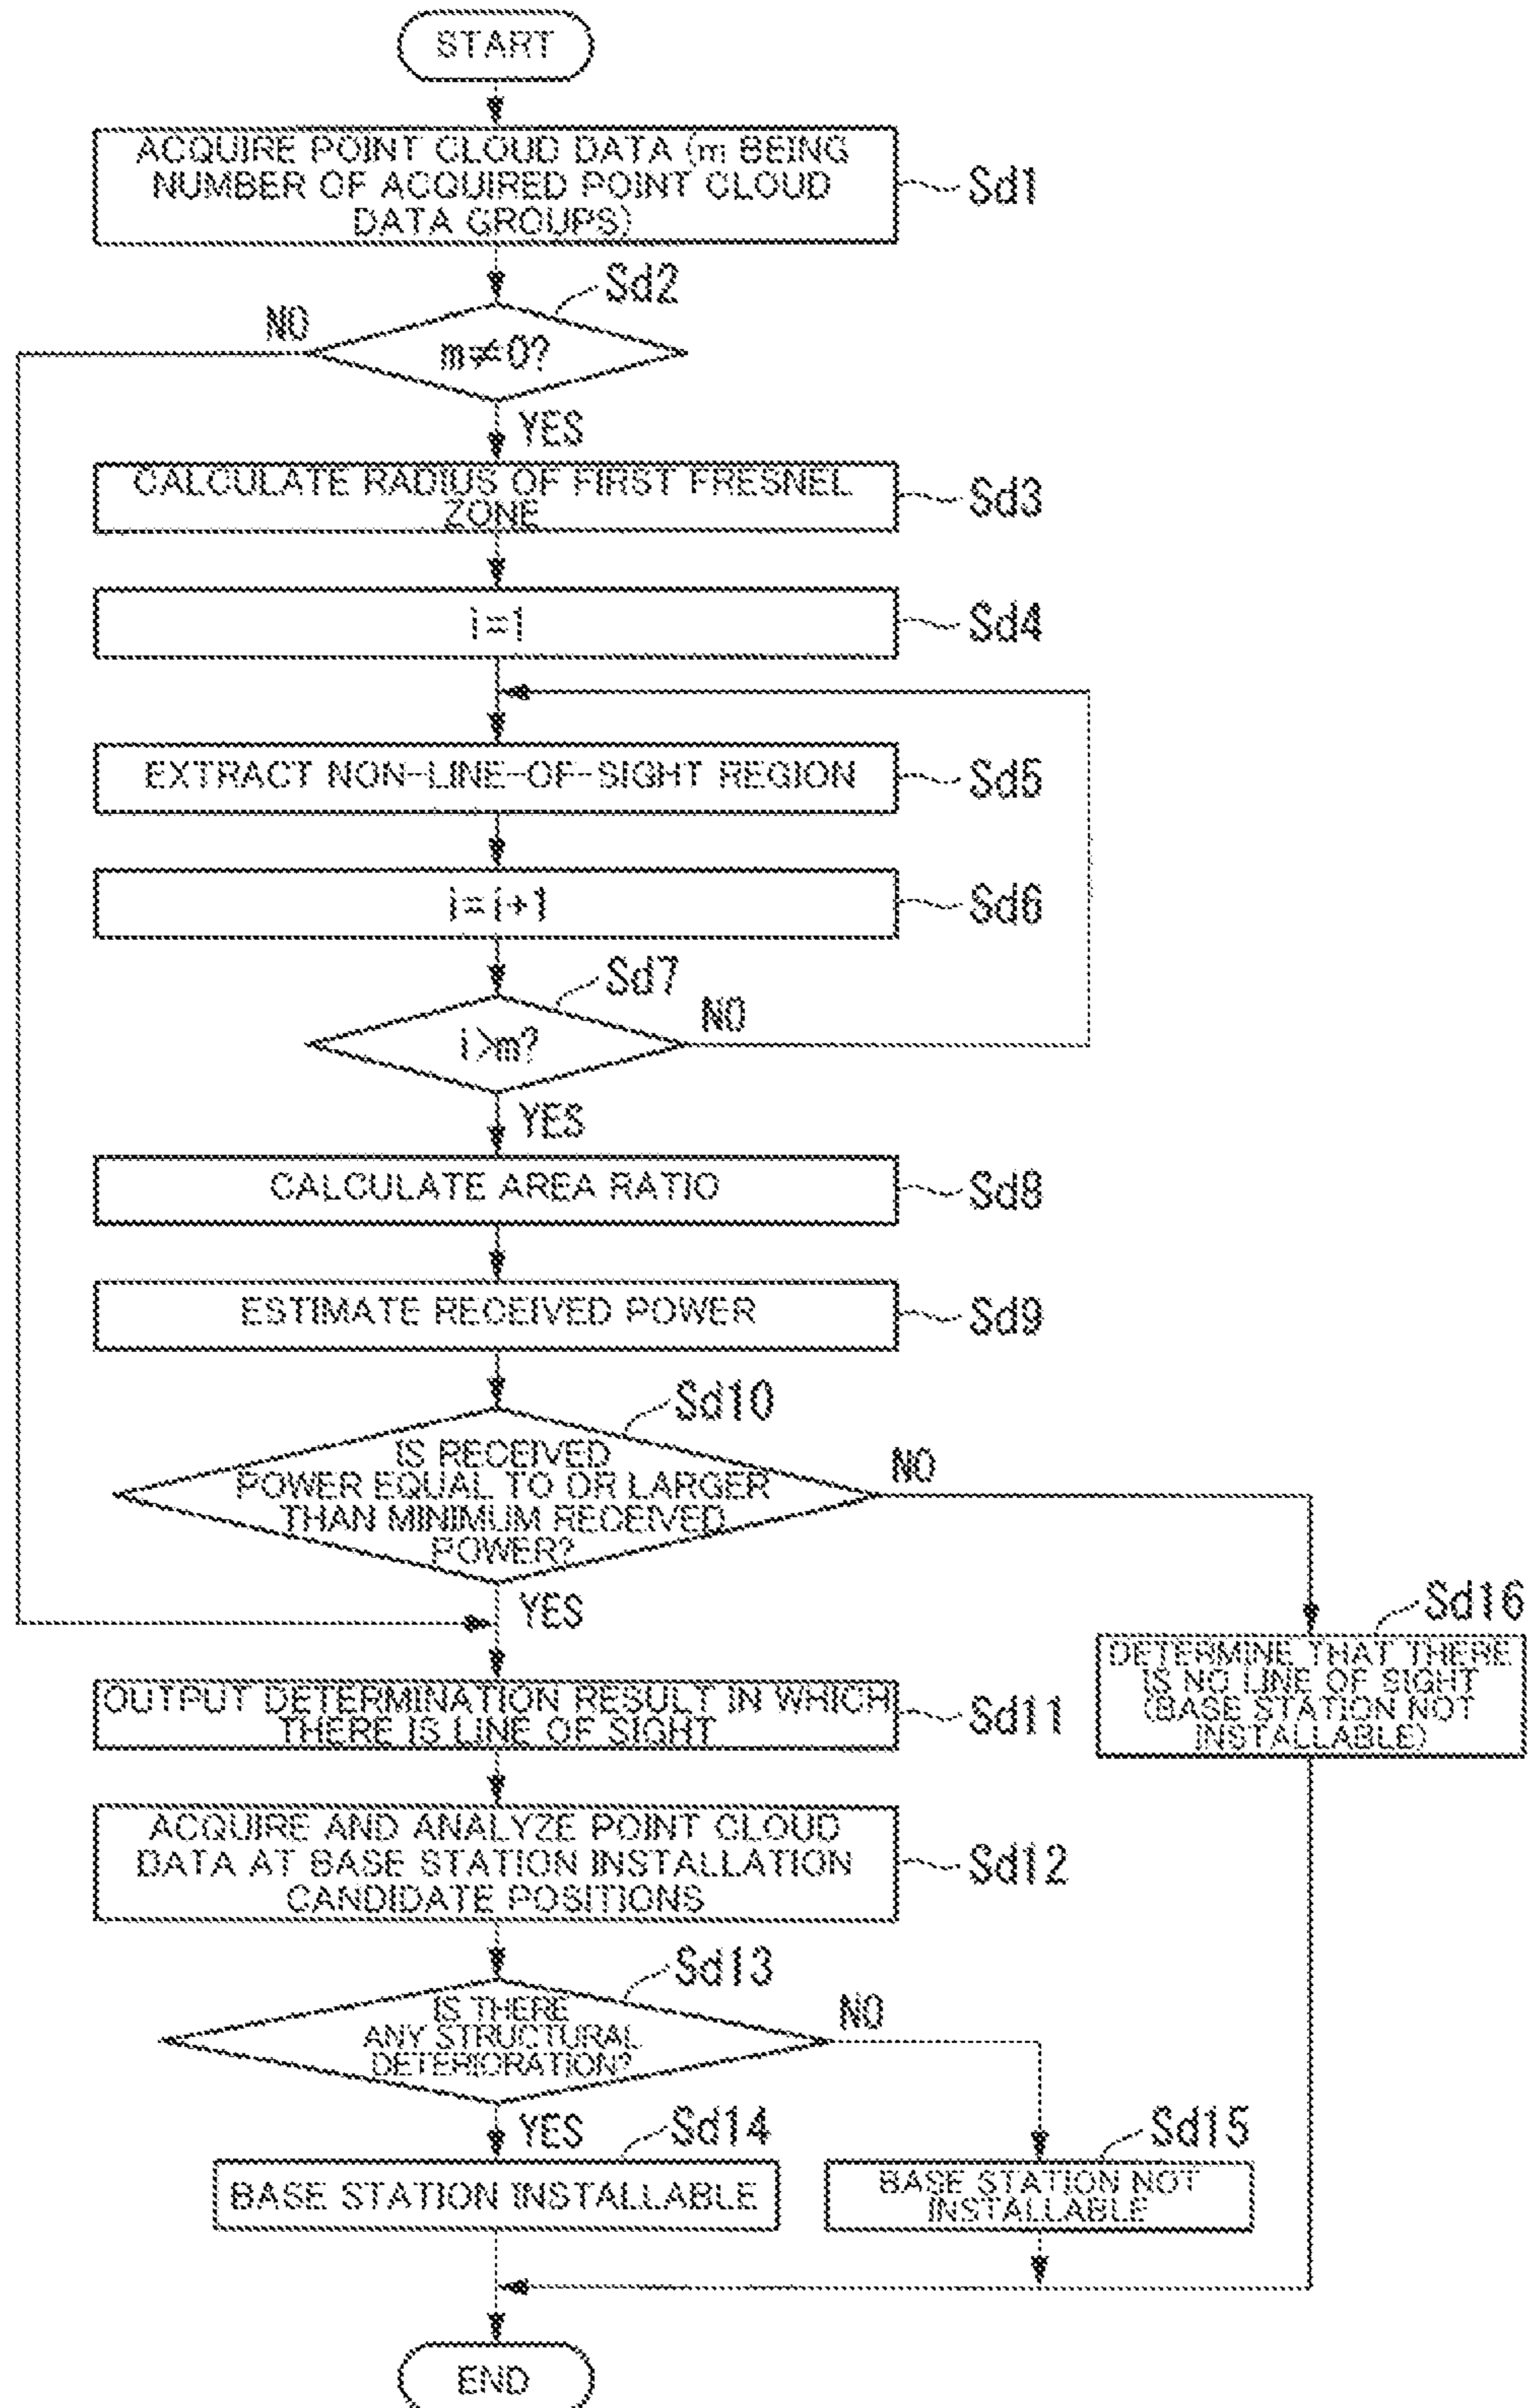 START
ACQUIRE POINT CLOUD DATA (m BEING
NUMBER OF ACQUIRED POINT CLOUD
DATA GROUPS)
Sd1
Sd2
NO
m≠0?
YES
CALCULATE RADIUS OF FIRST FRESNEL
ZONE
Sd3
i=1
Sd4
EXTRACT NON-LINE-OF-SIGHT REGION
Sd5
i=i+1
Sd6
Sd7
i>m?
NO
YES
CALCULATE AREA RATIO
Sd8
ESTIMATE RECEIVED POWER
Sd9
Sd10
IS RECEIVED
POWER EQUAL TO OR LARGER
THAN MINIMUM RECEIVED
POWER?
NO
YES
Sd16
DETERMINE THAT THERE
IS NO LINE OF SIGHT
(BASE STATION NOT
INSTALLABLE)
OUTPUT DETERMINATION RESULT IN WHICH
THERE IS LINE OF SIGHT
Sd11
ACQUIRE AND ANALYZE POINT CLOUD
DATA AT BASE STATION INSTALLATION
CANDIDATE POSITIONS
Sd12
Sd13
IS THERE
ANY STRUCTURAL
DETERIORATION?
NO
YES
Sd14
BASE STATION INSTALLABLE
Sd15
BASE STATION NOT
INSTALLABLE
END